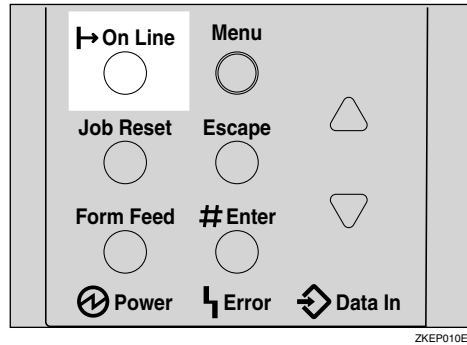 On Line Menu
Job Reset Escape
Form Feed # Enter
Power Error Data In
ZKEP010E